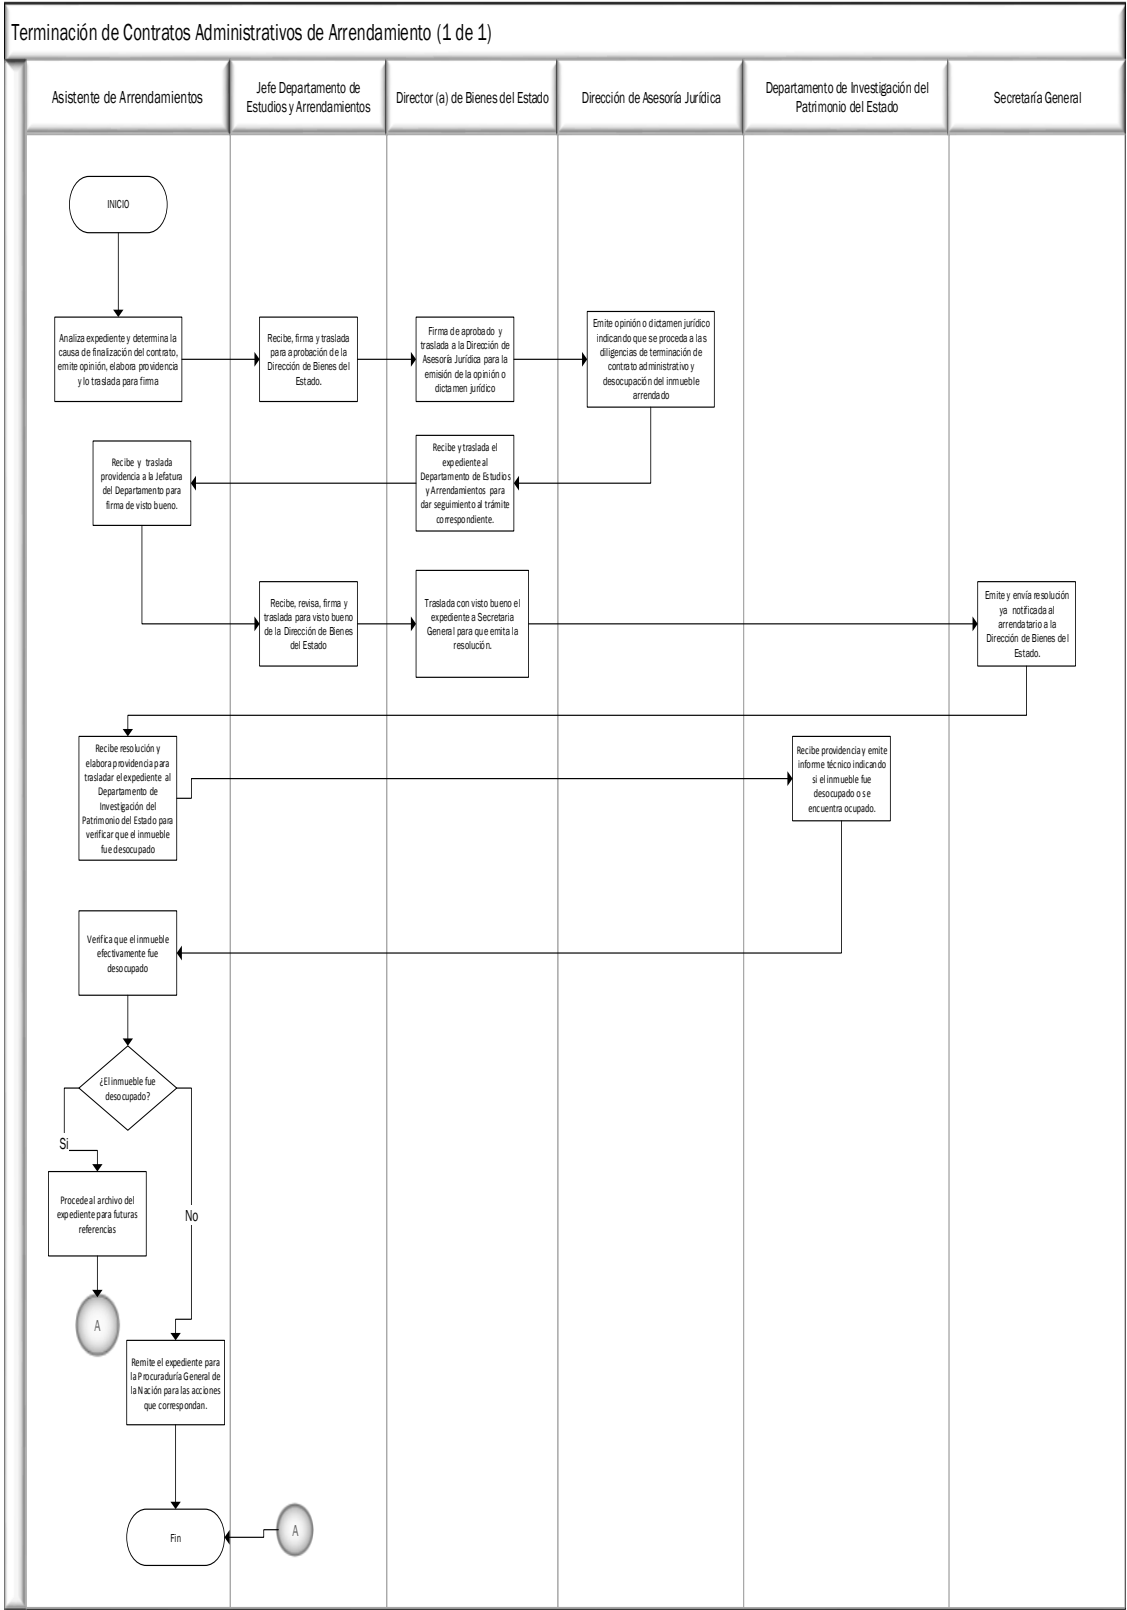 Terminación de Contratos Administrativos de Arrendamiento (1 de 1)
Asistente de Arrendamientos
Jefe Departamento de
Estudios y Arrendamientos
Director (a) de Bienes del Estado
Dirección de Asesoría Jurídica
Departamento de Investigación del
Patrimonio del Estado
Secretaría General
INICIO
Analiza expediente y determina la
causa de finalización del contrato,
emite opinión, elabora providencia
y lo traslada para firma
Recibe, firma y traslada
para aprobación de la
Dirección de Bienes del
Estado.
Firma de aprobado y
traslada a la Dirección de
Asesoría Jurídica para la
emisión de la opinión o
dictamen jurídico
Emite opinión o dictamen jurídico
indicando que se proceda a las
diligencias de terminación de
contrato administrativo y
desocupación del inmueble
arrendado
Recibe y traslada
providencia a la Jefatura
del Departamento para
firma de visto bueno.
Recibe y traslada el
expediente al
Departamento de Estudios
y Arrendamientos para
dar seguimiento al trámite
correspondiente.
Recibe, revisa, firma y
traslada para visto bueno
de la Dirección de Bienes
del Estado
Traslada con visto bueno el
expediente a Secretaria
General para que emita la
resolución.
Emite y envía resolución
ya notificada al
arrendatario a la
Dirección de Bienes del
Estado.
Recibe resolución y
elabora providencia para
trasladar el expediente al
Departamento de
Investigación del
Patrimonio del Estado para
verificar que el inmueble
fue desocupado
Recibe providencia y emite
informe técnico indicando
si el inmueble fue
desocupado o se
encuentra ocupado.
Verifica que el inmueble
efectivamente fue
desocupado
¿El inmueble fue
desocupado?
Si
No
Procede al archivo del
expediente para futuras
referencias
A
Remite el expediente para
la Procuraduría General de
la Nación para las acciones
que correspondan.
Fin
A